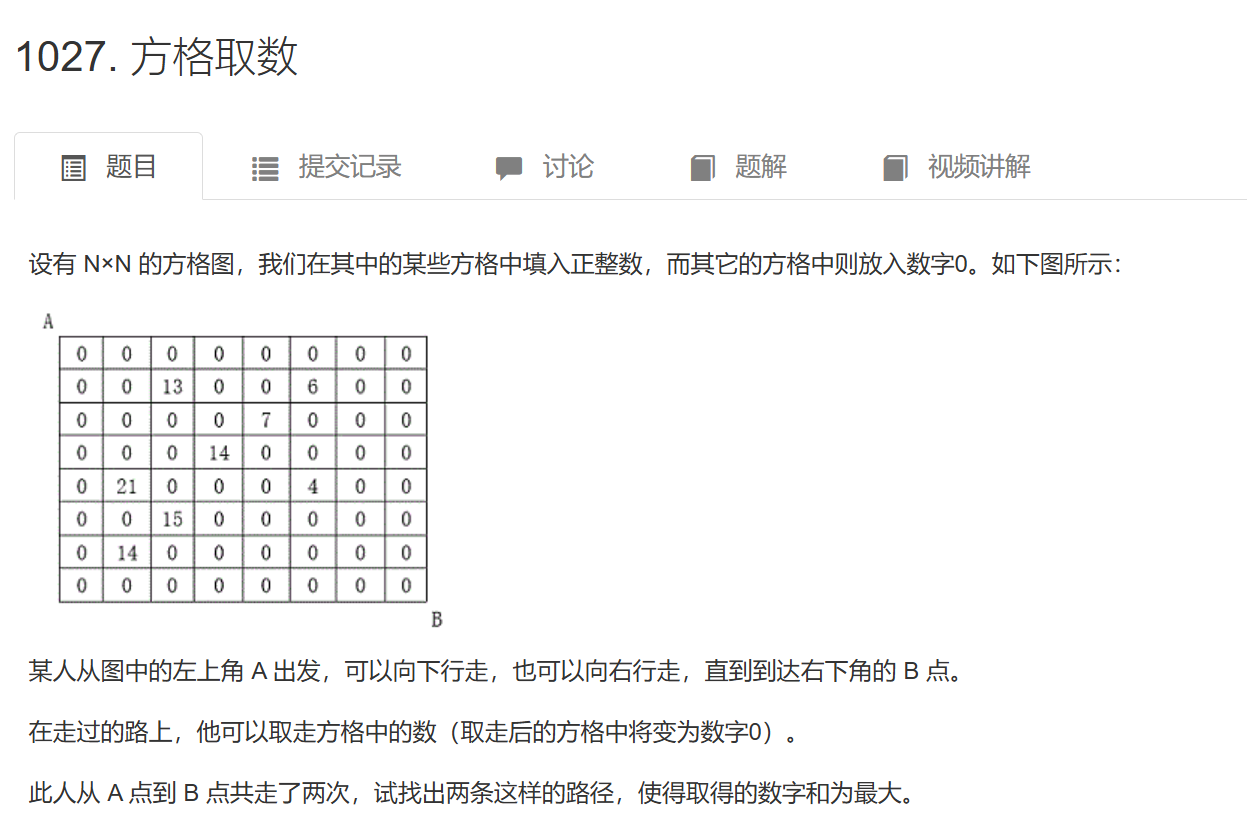 1027. 方格取数
题目 提交记录 讨论 题解 视频讲解
设有 N×N 的方格图，我们在其中的某些方格中填入正整数，而其它的方格中则放入数字0。如下图所示：
A
0 0 0 0 0 0 0 0
0 0 13 0 0 6 0 0
0 0 0 0 7 0 0 0
0 0 0 14 0 0 0 0
0 21 0 0 0 4 0 0
0 0 15 0 0 0 0 0
0 14 0 0 0 0 0 0
0 0 0 0 0 0 0 0
B
某人从图中的左上角 A 出发，可以向下行走，也可以向右行走，直到到达右下角的 B 点。
在走过的路上，他可以取走方格中的数（取走后的方格中将变为数字0）。
此人从 A 点到 B 点共走了两次，试找出两条这样的路径，使得取得的数字和为最大。